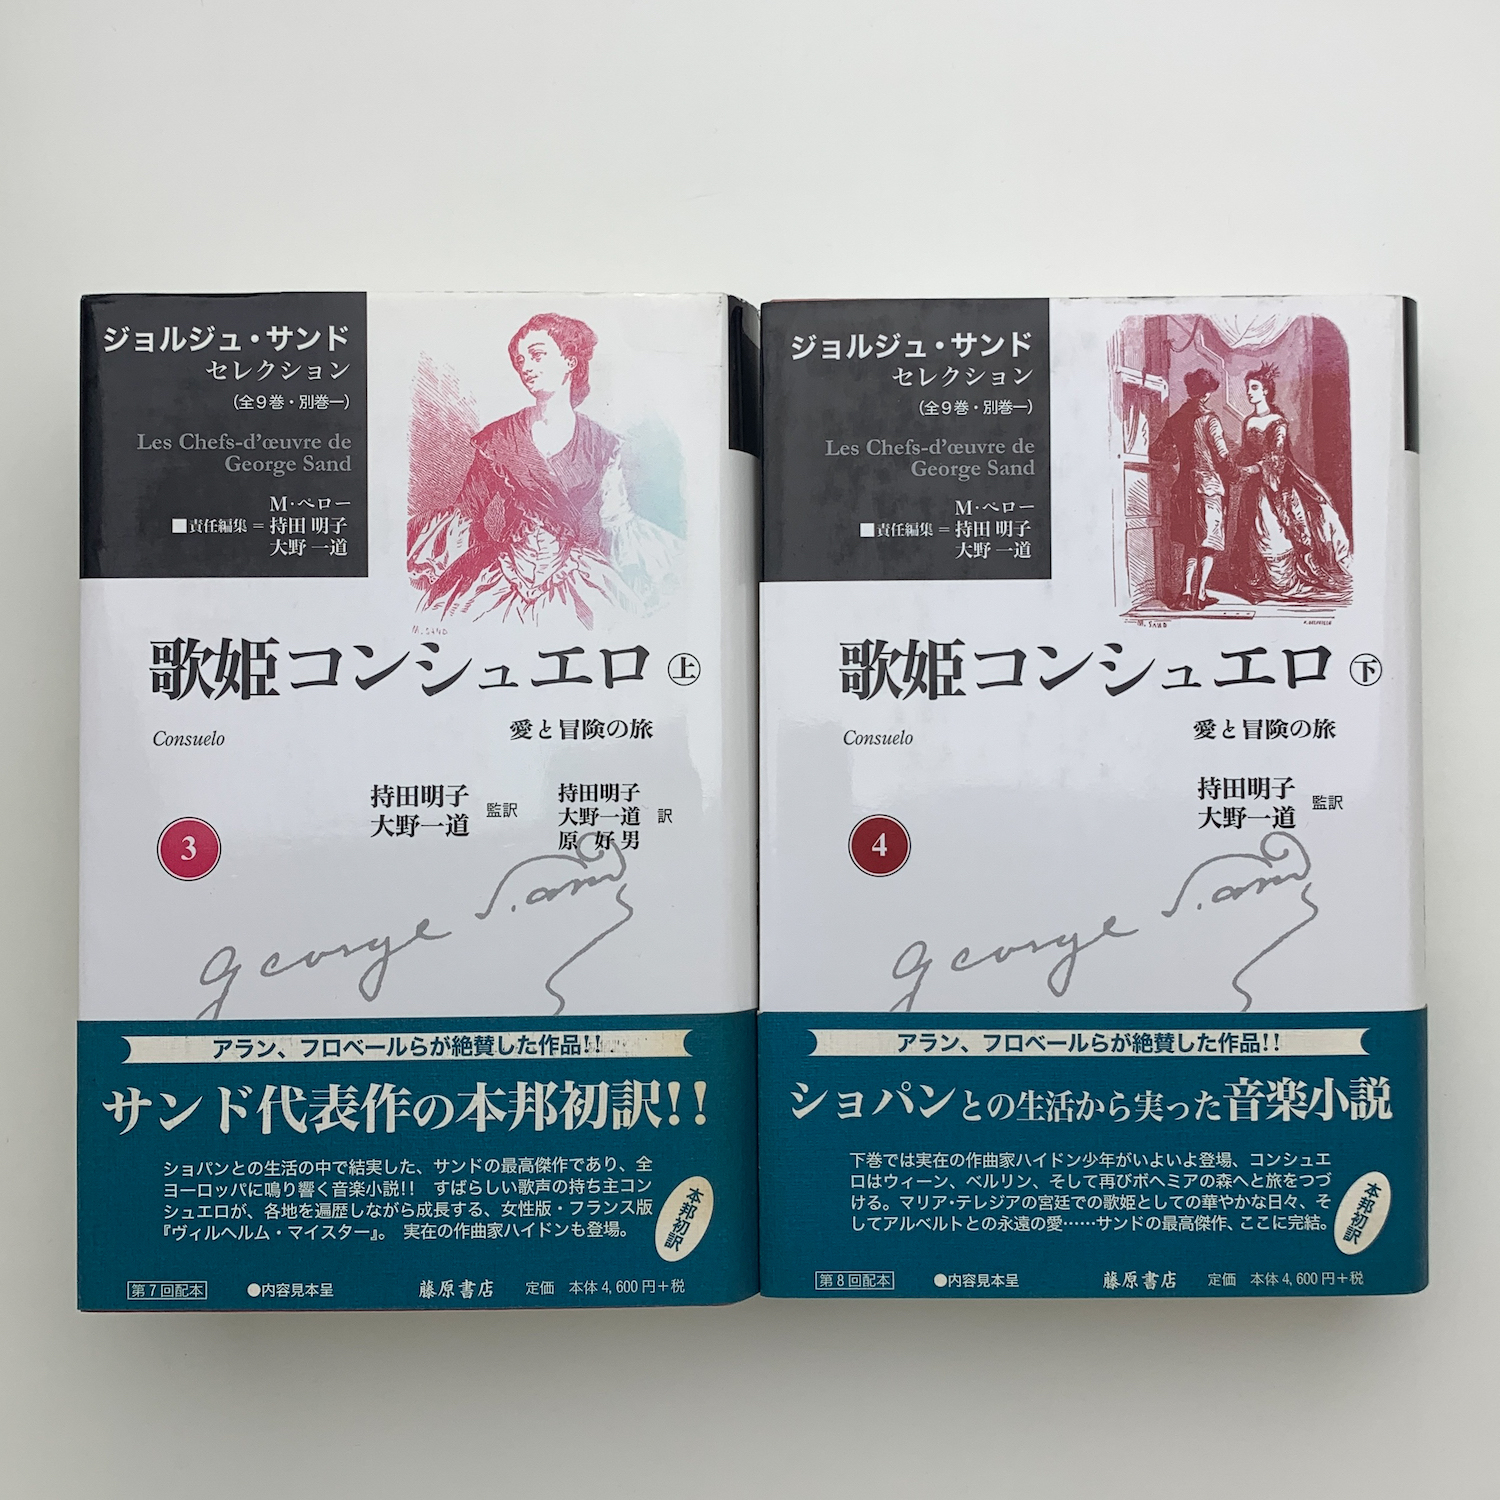 ジョルジュ・サンド
セレクション
(全9巻・別巻一)
Les Chefs-d'œuvre de
George Sand
M・ペロー
■責任編集 = 持田 明子
大野 一道
M. SAND
歌姫コンシュエロ 上
愛と冒険の旅
Consuelo
持田明子
大野一道
監訳
持田明子
大野一道
原 好男
訳
3
George Sand
アラン、フロベールらが絶賛した作品!!
サンド代表作の本邦初訳!!
ショパンとの生活の中で結実した、サンドの最高傑作であり、全
ヨーロッパに鳴り響く音楽小説!! すばらしい歌声の持ち主コン
シュエロが、各地を遍歴しながら成長する、女性版・フランス版
『ヴィルヘルム・マイスター』。 実在の作曲家ハイドンも登場。
本邦初訳
第7回配本 ●内容見本呈 藤原書店 定価 本体4,600円+税
ジョルジュ・サンド
セレクション
(全9巻・別巻一)
Les Chefs-d'œuvre de
George Sand
M・ペロー
■責任編集 = 持田 明子
大野 一道
M. SAND
歌姫コンシュエロ 下
愛と冒険の旅
Consuelo
持田明子
大野一道
監訳
4
George Sand
アラン、フロベールらが絶賛した作品!!
ショパンとの生活から実った音楽小説
下巻では実在の作曲家ハイドン少年がいよいよ登場、コンシュエ
ロはウィーン、ベルリン、そして再びボヘミアの森へと旅をつづ
ける。マリア・テレジアの宮廷での歌姫としての華やかな日々、そ
してアルベルトとの永遠の愛……サンドの最高傑作、ここに完結。
本邦初訳
第8回配本 ●内容見本呈 藤原書店 定価 本体4,600円+税